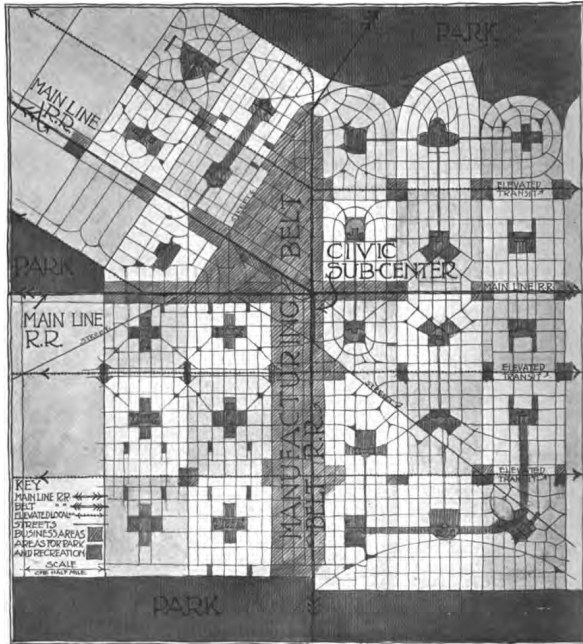 PARK
MAIN LINE
R.R.
ELEVATED
TRANSIT
STREET
MANUFACTURING BELT
CIVIC
SUB-CENTER
PARK
MAIN LINE R.R.
MAIN LINE
R.R.
STREET
ELEVATED
TRANSIT
STREET
BELT R.R.
ELEVATED
TRANSIT
KEY
MAIN LINE R.R.
BELT " "
ELEVATED LOCAL
STREETS
BUSINESS AREAS
AREAS FOR PARK
AND RECREATION
SCALE
ONE HALF MILE
PARK